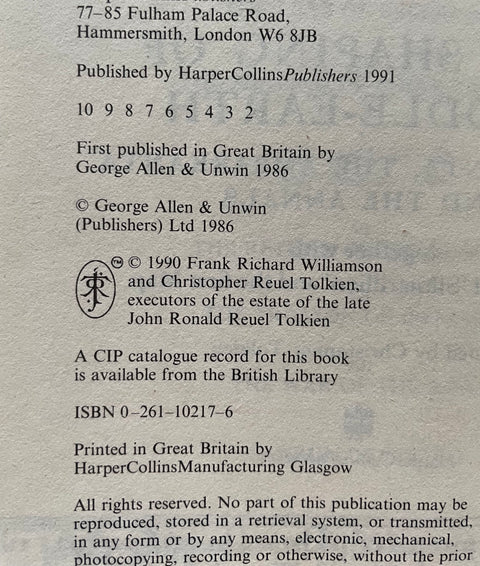 77–85 Fulham Palace Road,
Hammersmith, London W6 8JB
Published by HarperCollinsPublishers 1991
10 9 8 7 6 5 4 3 2
First published in Great Britain by
George Allen & Unwin 1986
© George Allen & Unwin
(Publishers) Ltd 1986
™ © 1990 Frank Richard Williamson
and Christopher Reuel Tolkien,
executors of the estate of the late
John Ronald Reuel Tolkien
A CIP catalogue record for this book
is available from the British Library
ISBN 0–261–10217–6
Printed in Great Britain by
HarperCollinsManufacturing Glasgow
All rights reserved. No part of this publication may be
reproduced, stored in a retrieval system, or transmitted,
in any form or by any means, electronic, mechanical,
photocopying, recording or otherwise, without the prior